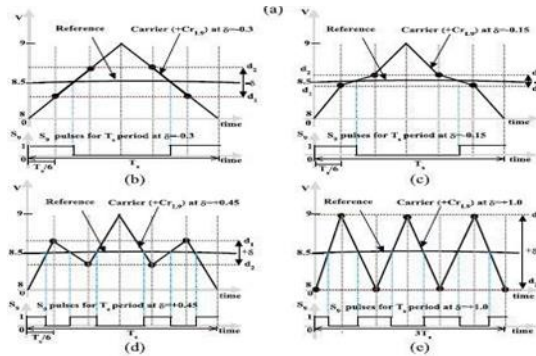 (a)
V
Reference
Carrier (+Cr1,9) at δ=-0.3
9
8.5
8
0
d2
-δ
d1
time
S9
S9 pulses for Ts period at δ=-0.3
1
0
time
Ts/6
Ts
(b)
V
Reference
Carrier (+Cr1,9) at δ=-0.15
9
8.5
8
0
d2
d1
time
S9
S9 pulses for Ts period at δ=-0.15
1
0
time
Ts/6
Ts
(c)
V
Reference
Carrier (+Cr1,9) at δ=+0.45
9
8.5
8
0
d1
+δ
d2
time
S9
S9 pulses for Ts period at δ=+0.45
1
0
time
Ts/6
Ts
(d)
V
Reference
Carrier (+Cr1,9) at δ=+1.0
9
8.5
8
0
+δ
time
S9
S9 pulses for Ts period at δ=+1.0
1
0
time
3Ts
(e)